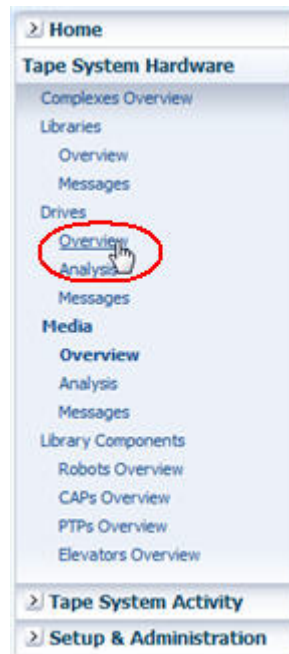 Home
Tape System Hardware
Complexes Overview
Libraries
Overview
Messages
Drives
Overview
Analysis
Messages
Media
Overview
Analysis
Messages
Library Components
Robots Overview
CAPs Overview
PTPs Overview
Elevators Overview
Tape System Activity
Setup & Administration